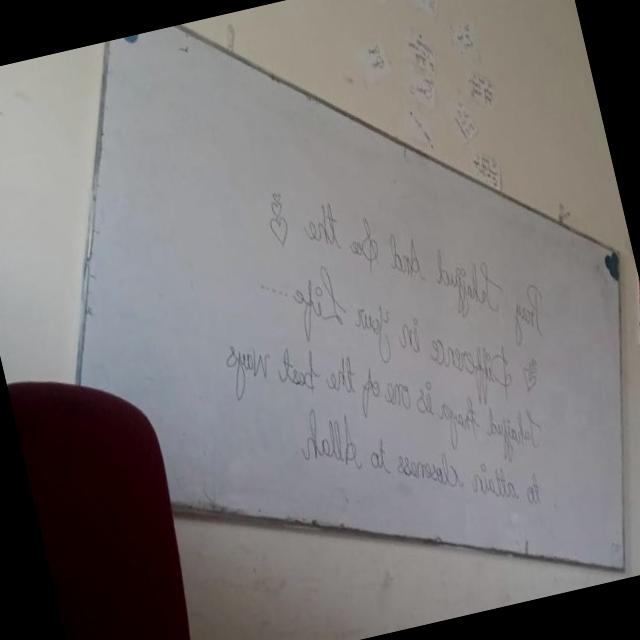 Pray Tahajjud And See the
Difference in your Life ......
Tahajjud prayer is one of the best ways
to attain closeness to Allah.